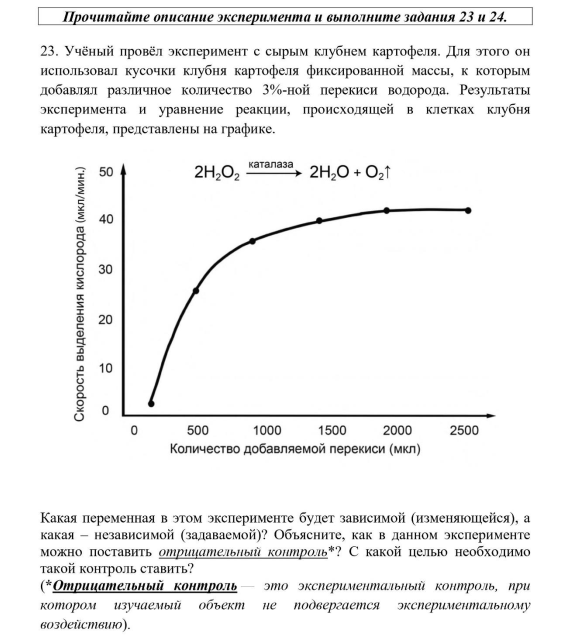 Прочитайте описание эксперимента и выполните задания 23 и 24.
23. Учёный провёл эксперимент с сырым клубнем картофеля. Для этого он
использовал кусочки клубня картофеля фиксированной массы, к которым
добавлял различное количество 3%-ной перекиси водорода. Результаты
эксперимента и уравнение реакции, происходящей в клетках клубня
картофеля, представлены на графике.
каталаза
2H₂O₂ → 2H₂O + O₂↑
Скорость выделения кислорода (мкл/мин.)
50
40
30
20
10
0
0 500 1000 1500 2000 2500
Количество добавляемой перекиси (мкл)
Какая переменная в этом эксперименте будет зависимой (изменяющейся), а
какая – независимой (задаваемой)? Объясните, как в данном эксперименте
можно поставить отрицательный контроль*? С какой целью необходимо
такой контроль ставить?
(*Отрицательный контроль — это экспериментальный контроль, при
котором изучаемый объект не подвергается экспериментальному
воздействию).